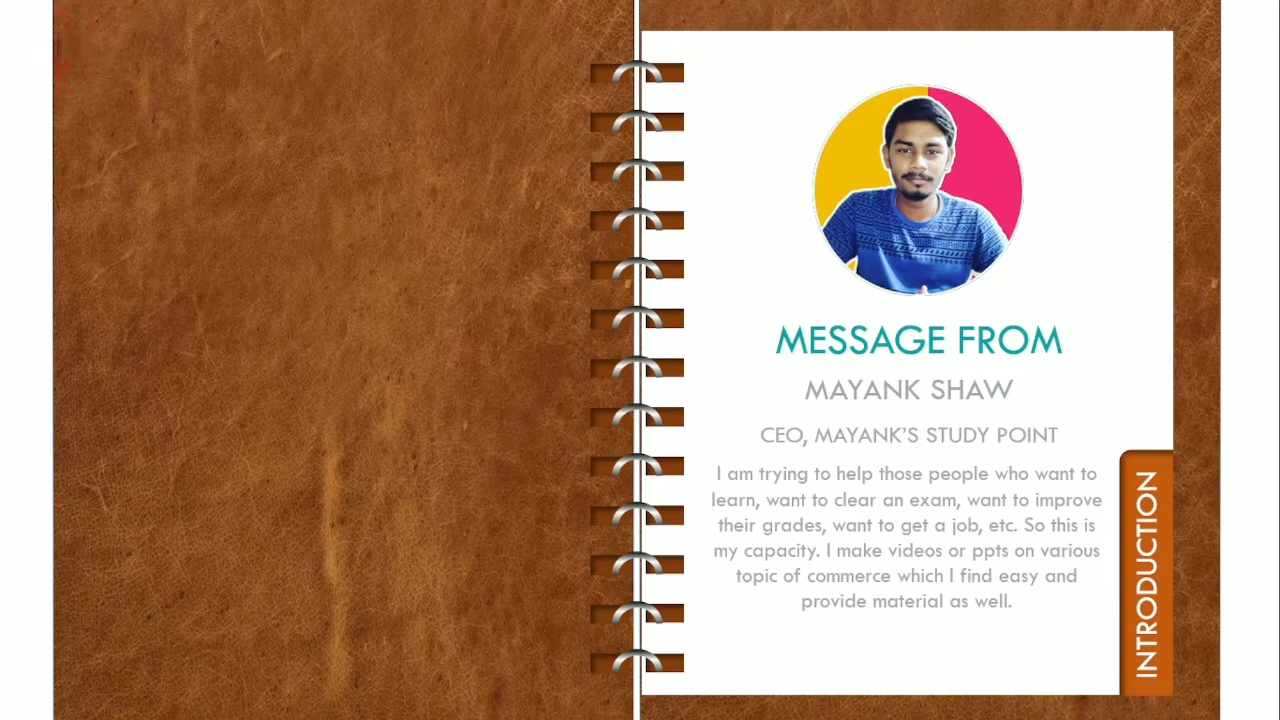 MESSAGE FROM
MAYANK SHAW
CEO, MAYANK'S STUDY POINT
I am trying to help those people who want to
learn, want to clear an exam, want to improve
their grades, want to get a job, etc. So this is
my capacity. I make videos or ppts on various
topic of commerce which I find easy and
provide material as well.
INTRODUCTION